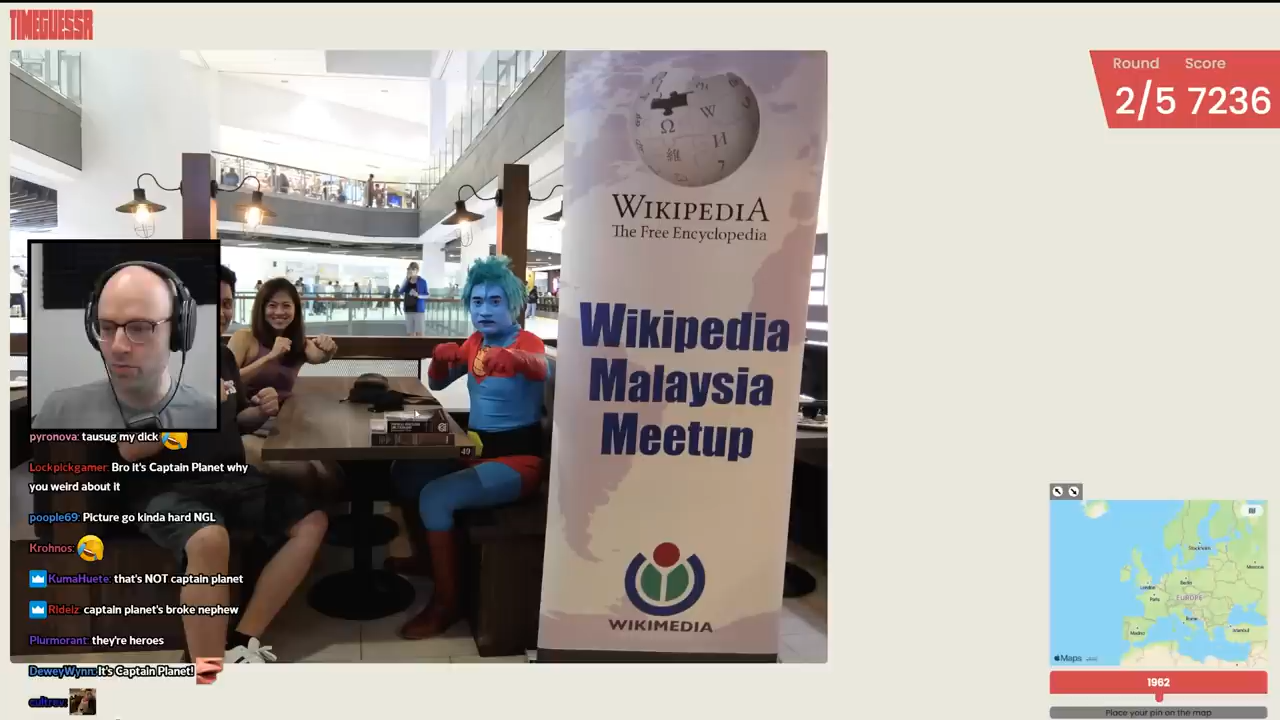 TIMEGUESSR
Round Score
2/5 7236
WIKIPEDIA
The Free Encyclopedia
Wikipedia
Malaysia
Meetup
WIKIMEDIA
49
pyronova: tausug my dick
Lockpickgamer: Bro it's Captain Planet why
you weird about it
poople69: Picture go kinda hard NGL
Krohnos:
KumaHuete: that's NOT captain planet
Rideiz: captain planet's broke nephew
Plurmorant: they're heroes
DeweyWynn: It's Captain Planet!
cultrsv:
Stockholm
Moscow
London
Berlin
Paris
EUROPE
Rome
Madrid
Istanbul
Maps
1962
Place your pin on the map